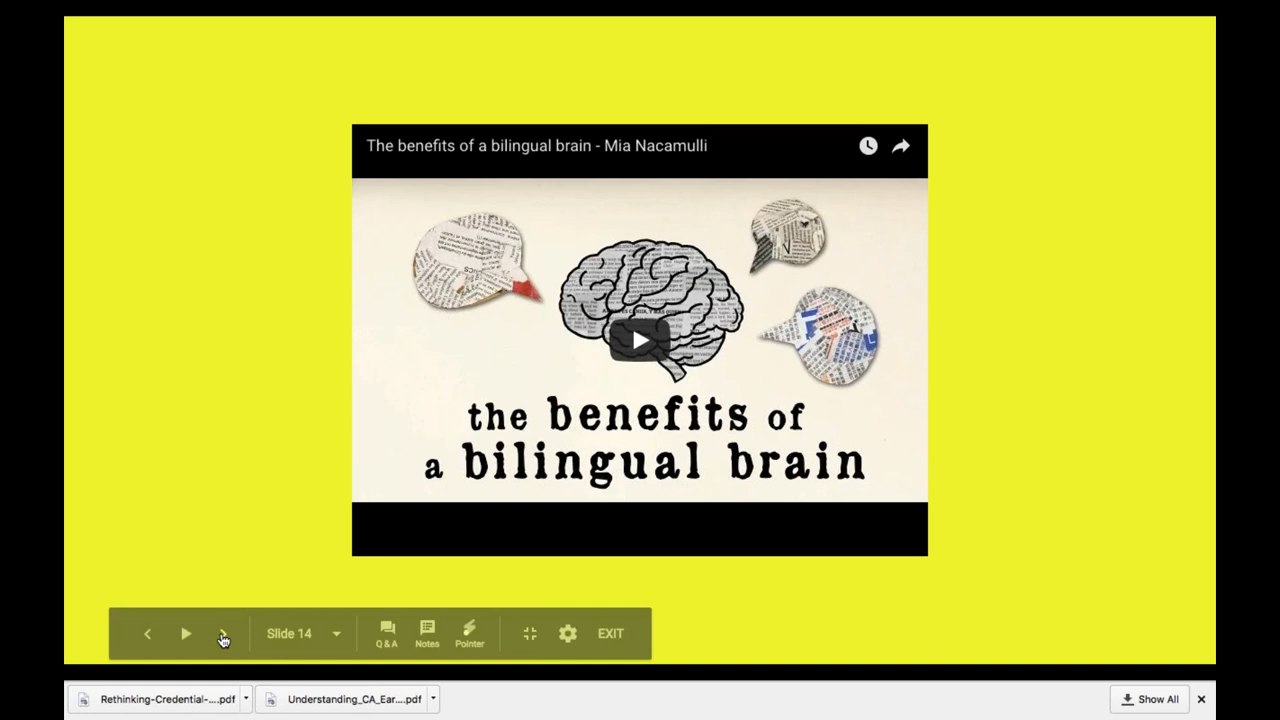 The benefits of a bilingual brain - Mia Nacamulli
the benefits of
a bilingual brain
Slide 14
Q & A
Notes
Pointer
EXIT
Rethinking-Credential-....pdf
Understanding_CA_Ear....pdf
Show All